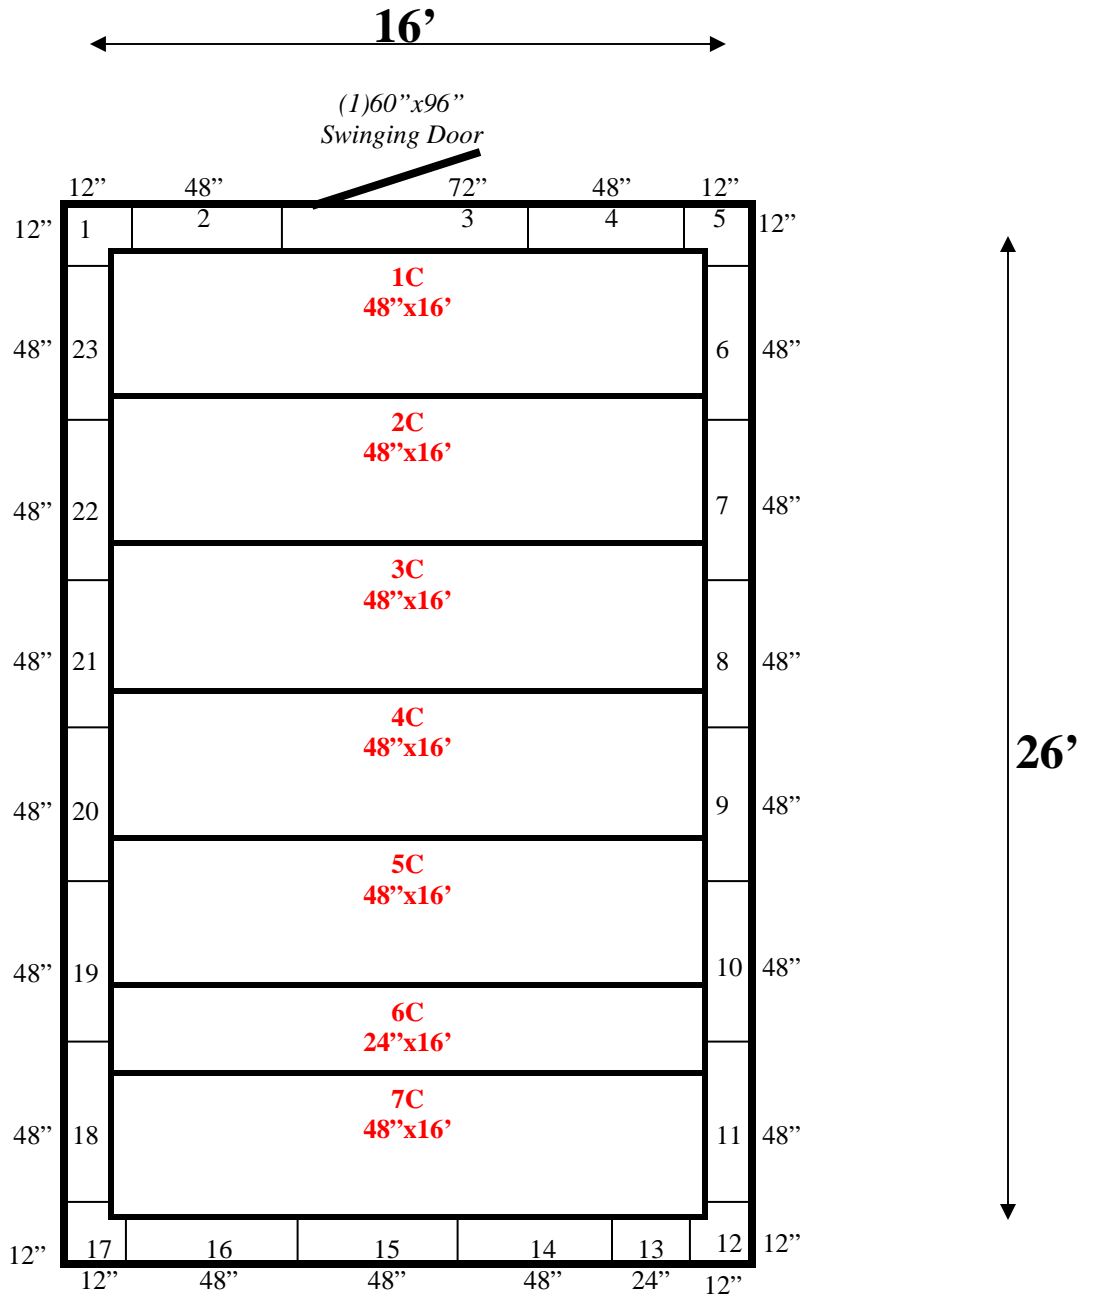 16’
(1)60”x96”
Swinging Door
12” 48” 72” 48” 12”
12” 1 2 3 4 5 12”
1C
48”x16’
48” 23 6 48”
2C
48”x16’
48” 22 7 48”
3C
48”x16’
48” 21 8 48”
4C
48”x16’
26’
48” 20 9 48”
5C
48”x16’
48” 19 10 48”
6C
24”x16’
7C
48”x16’
48” 18 11 48”
12” 17 16 15 14 13 12 12”
12” 48” 48” 48” 24” 12”